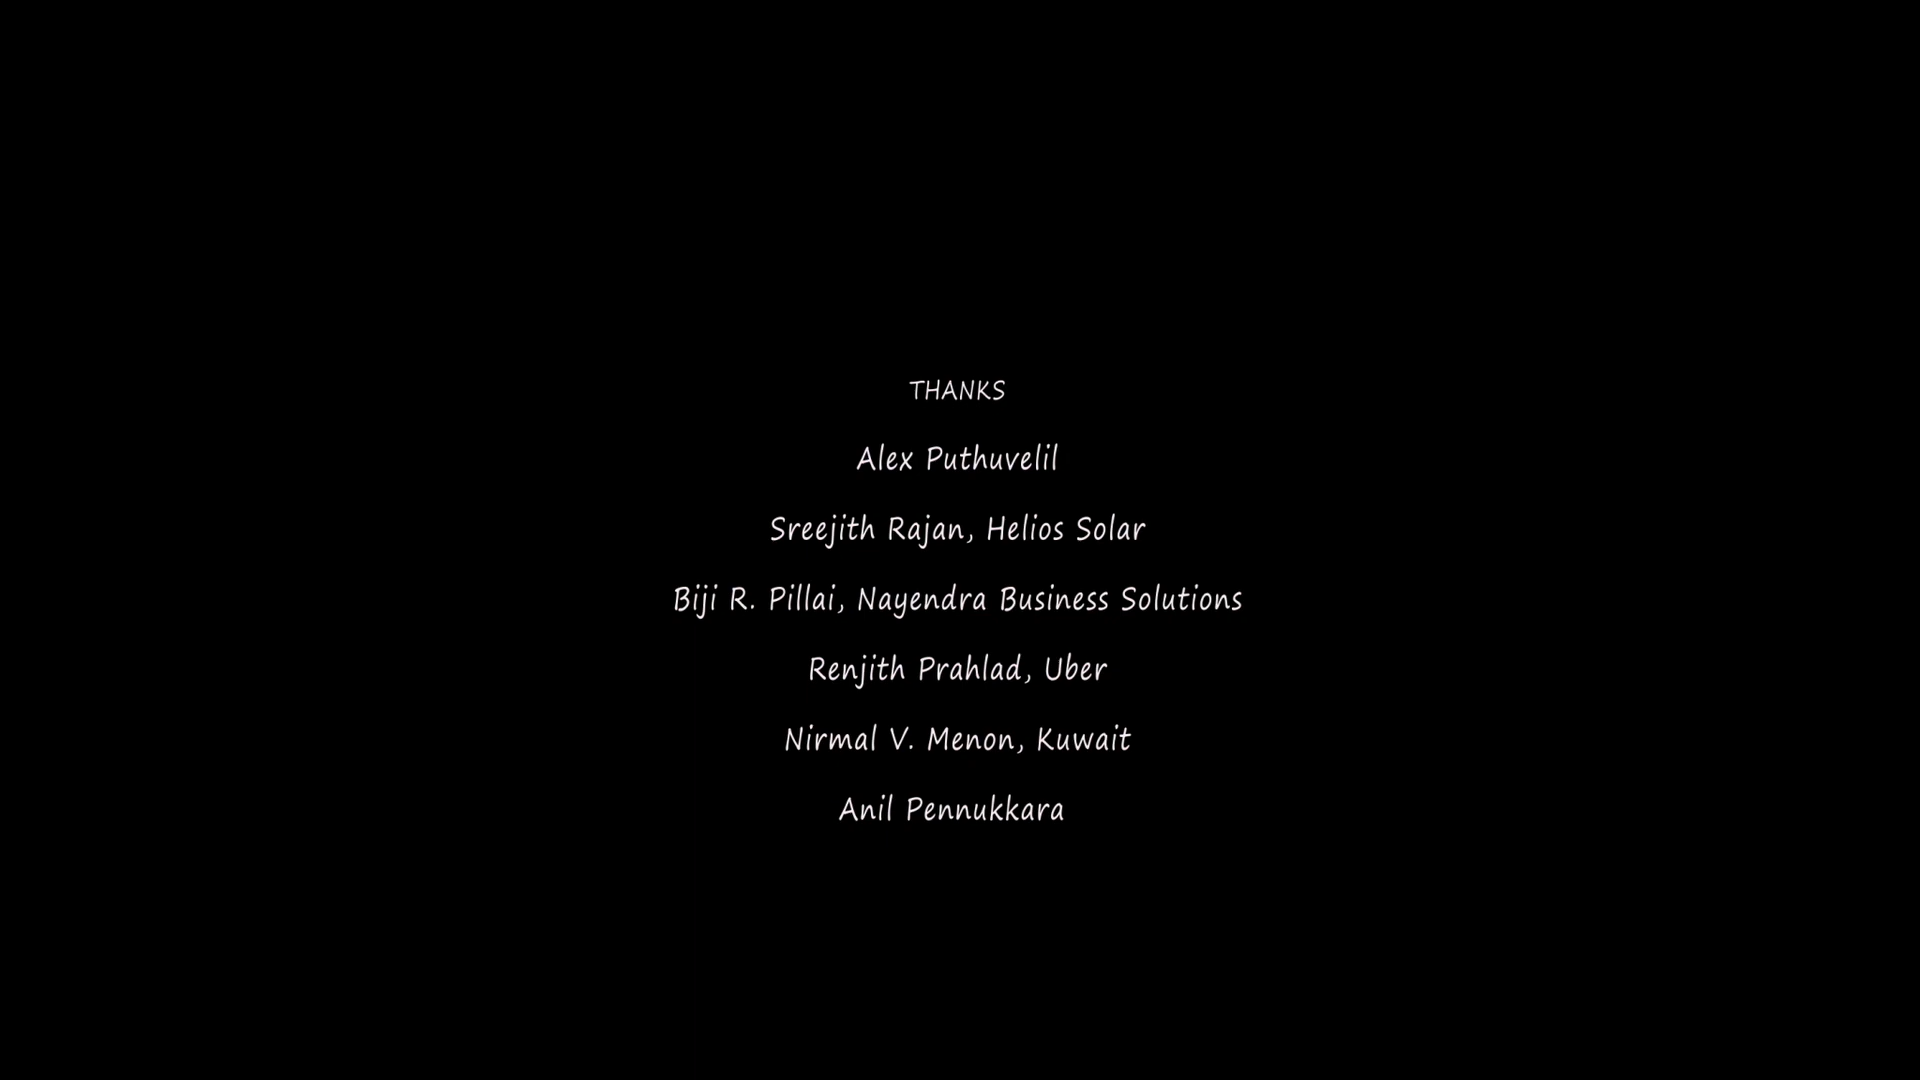 THANKS
Alex Puthuvelil
Sreejith Rajan, Helios Solar
Biji R. Pillai, Nayendra Business Solutions
Renjith Prahlad, Uber
Nirmal V. Menon, Kuwait
Anil Pennukkara